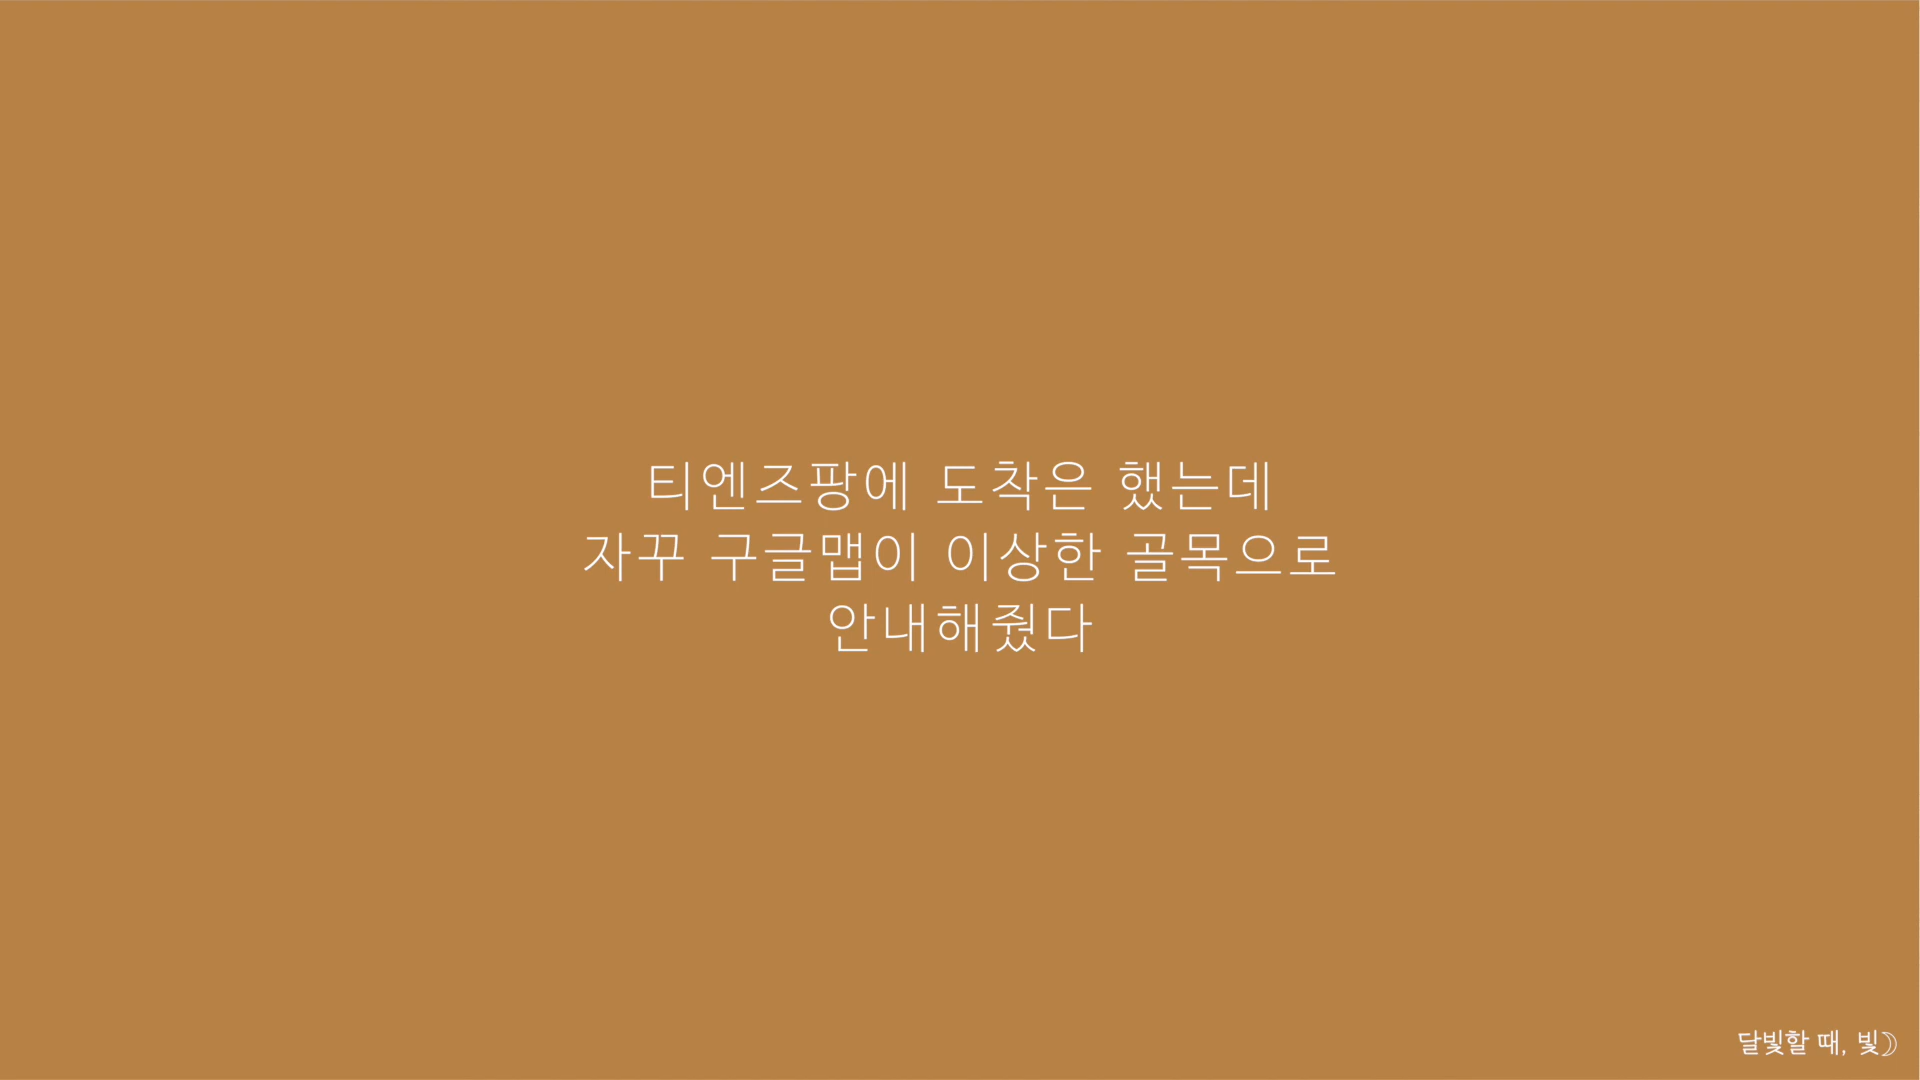 티엔즈팡에 도착은 했는데
자꾸 구글맵이 이상한 골목으로
안내해줬다
달빛할 때, 빛☽